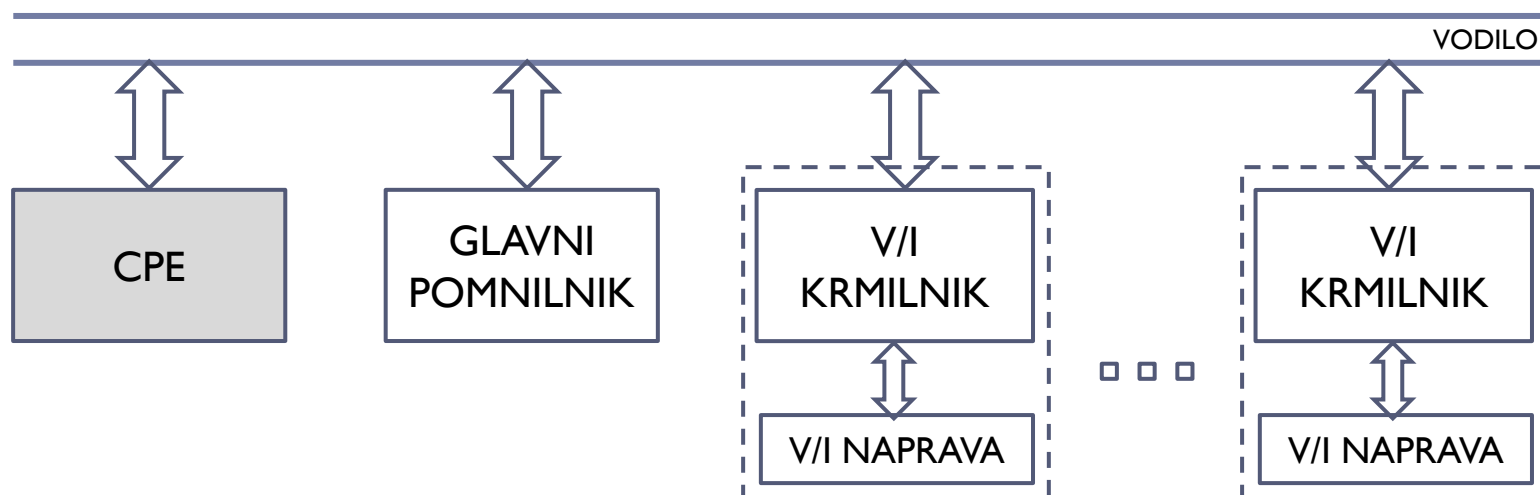 VODILO
CPE
GLAVNI
POMNILNIK
V/I
KRMILNIK
V/I
KRMILNIK
V/I NAPRAVA
V/I NAPRAVA